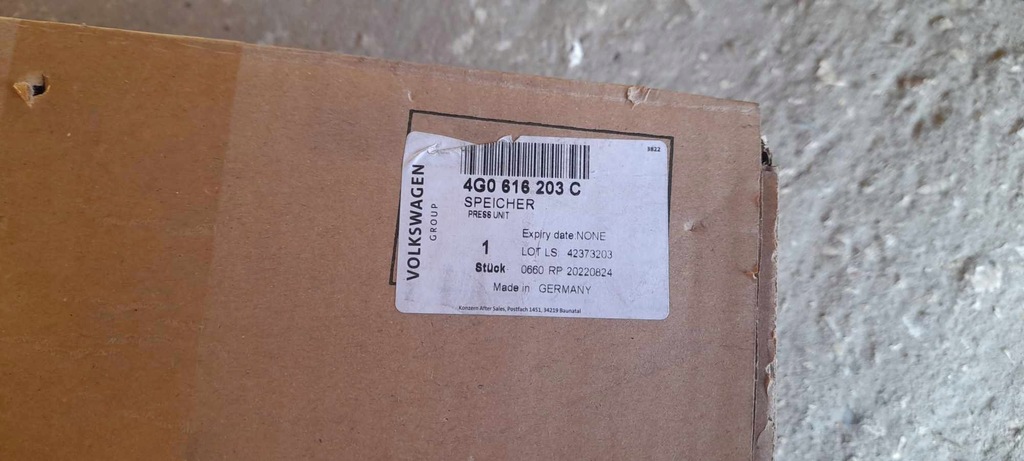 VOLKSWAGEN
GROUP
3822
4G0 616 203 C
SPEICHER
PRESS UNIT
Expiry date:NONE
1 LOT LS: 42373203
Stück 0660 RP 20220824
Made in GERMANY
Konzern After Sales, Postfach 1451, 34219 Baunatal